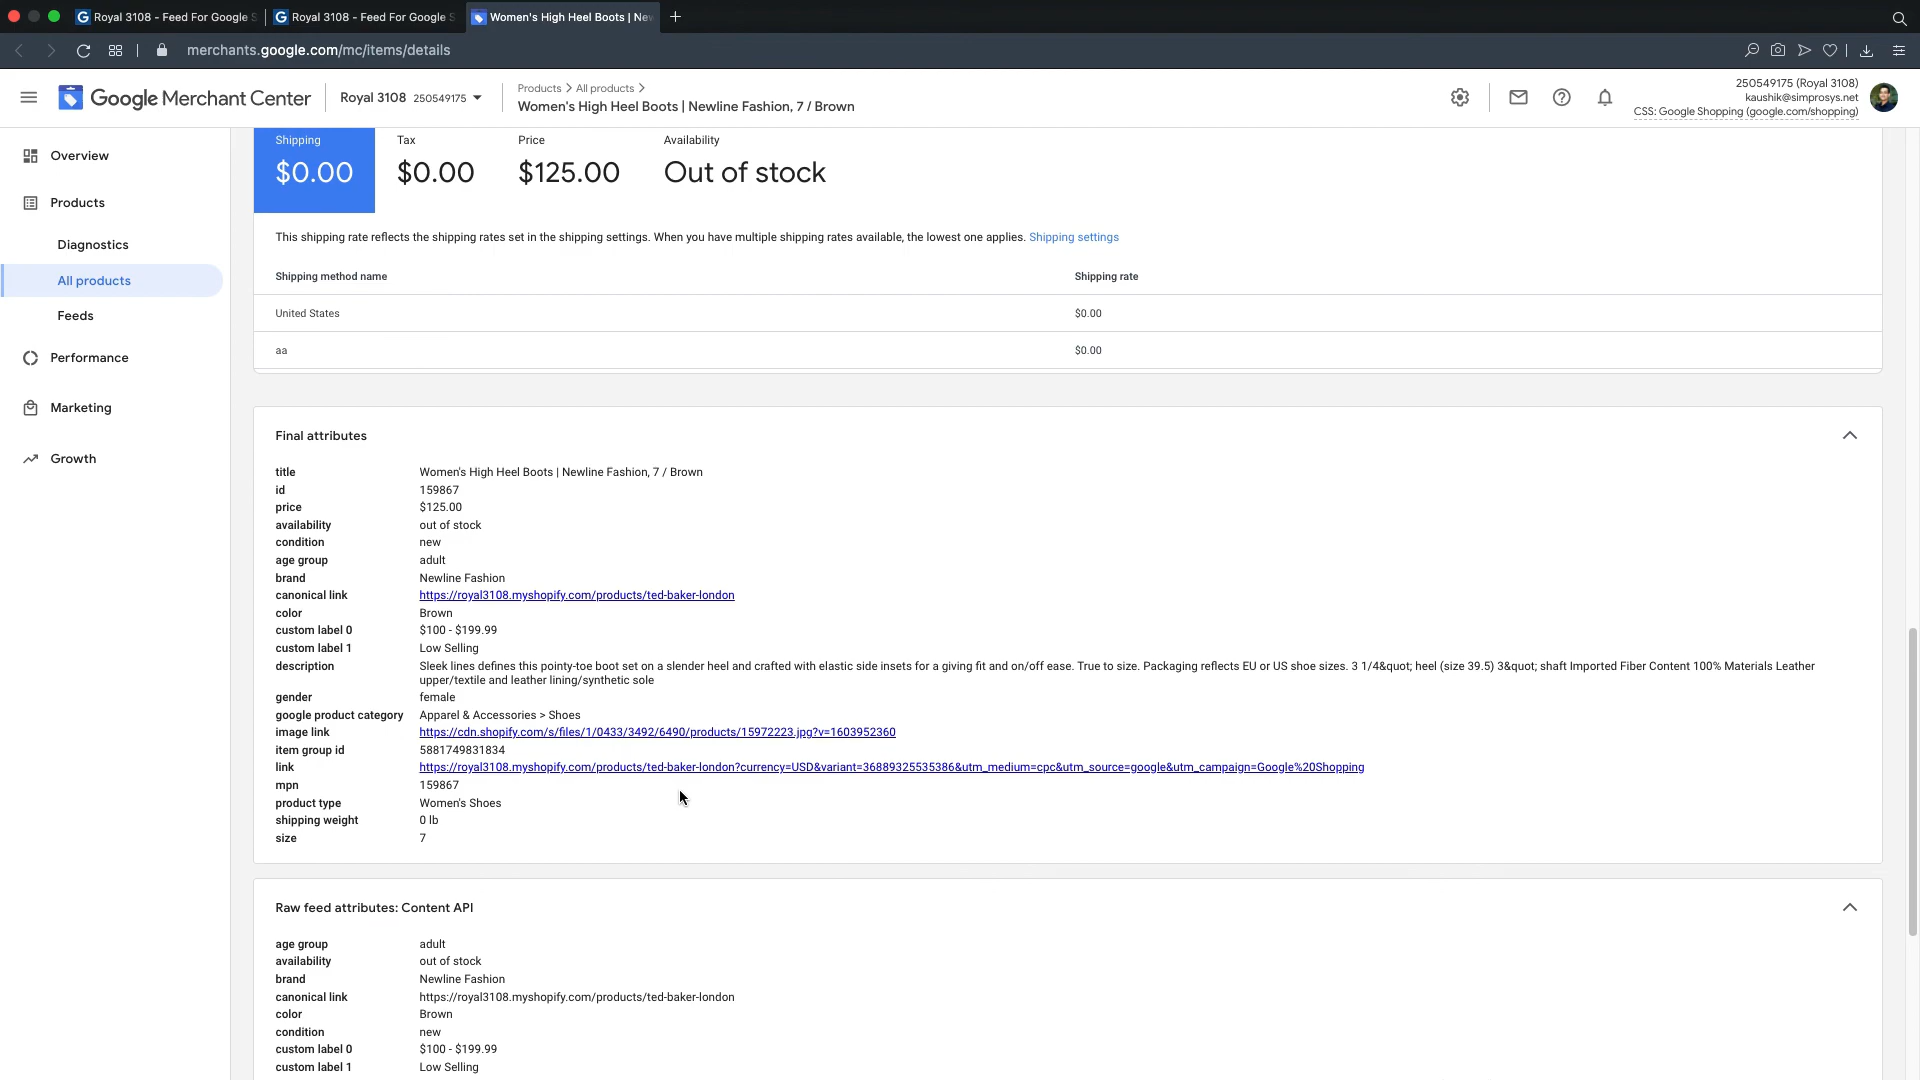 Royal 3108 - Feed For Google S
Royal 3108 - Feed For Google S
Women's High Heel Boots | New
merchants.google.com/mc/items/details
Google Merchant Center
Royal 3108 250549175
Products > All products >
Women's High Heel Boots | Newline Fashion, 7 / Brown
250549175 (Royal 3108)
kaushik@simprosys.net
CSS: Google Shopping (google.com/shopping)
Overview
Products
Diagnostics
All products
Feeds
Performance
Marketing
Growth
Shipping Tax Price Availability
$0.00 $0.00 $125.00 Out of stock
This shipping rate reflects the shipping rates set in the shipping settings. When you have multiple shipping rates available, the lowest one applies. Shipping settings
Shipping method name Shipping rate
United States $0.00
aa $0.00
Final attributes
title Women's High Heel Boots | Newline Fashion, 7 / Brown
id 159867
price $125.00
availability out of stock
condition new
age group adult
brand Newline Fashion
canonical link https://royal3108.myshopify.com/products/ted-baker-london
color Brown
custom label 0 $100 - $199.99
custom label 1 Low Selling
description Sleek lines defines this pointy-toe boot set on a slender heel and crafted with elastic side insets for a giving fit and on/off ease. True to size. Packaging reflects EU or US shoe sizes. 3 1/4&quot; heel (size 39.5) 3&quot; shaft Imported Fiber Content 100% Materials Leather
upper/textile and leather lining/synthetic sole
gender female
google product category Apparel & Accessories > Shoes
image link https://cdn.shopify.com/s/files/1/0433/3492/6490/products/15972223.jpg?v=1603952360
item group id 5881749831834
link https://royal3108.myshopify.com/products/ted-baker-london?currency=USD&variant=36889325535386&utm_medium=cpc&utm_source=google&utm_campaign=Google%20Shopping
mpn 159867
product type Women's Shoes
shipping weight 0 lb
size 7
Raw feed attributes: Content API
age group adult
availability out of stock
brand Newline Fashion
canonical link https://royal3108.myshopify.com/products/ted-baker-london
color Brown
condition new
custom label 0 $100 - $199.99
custom label 1 Low Selling